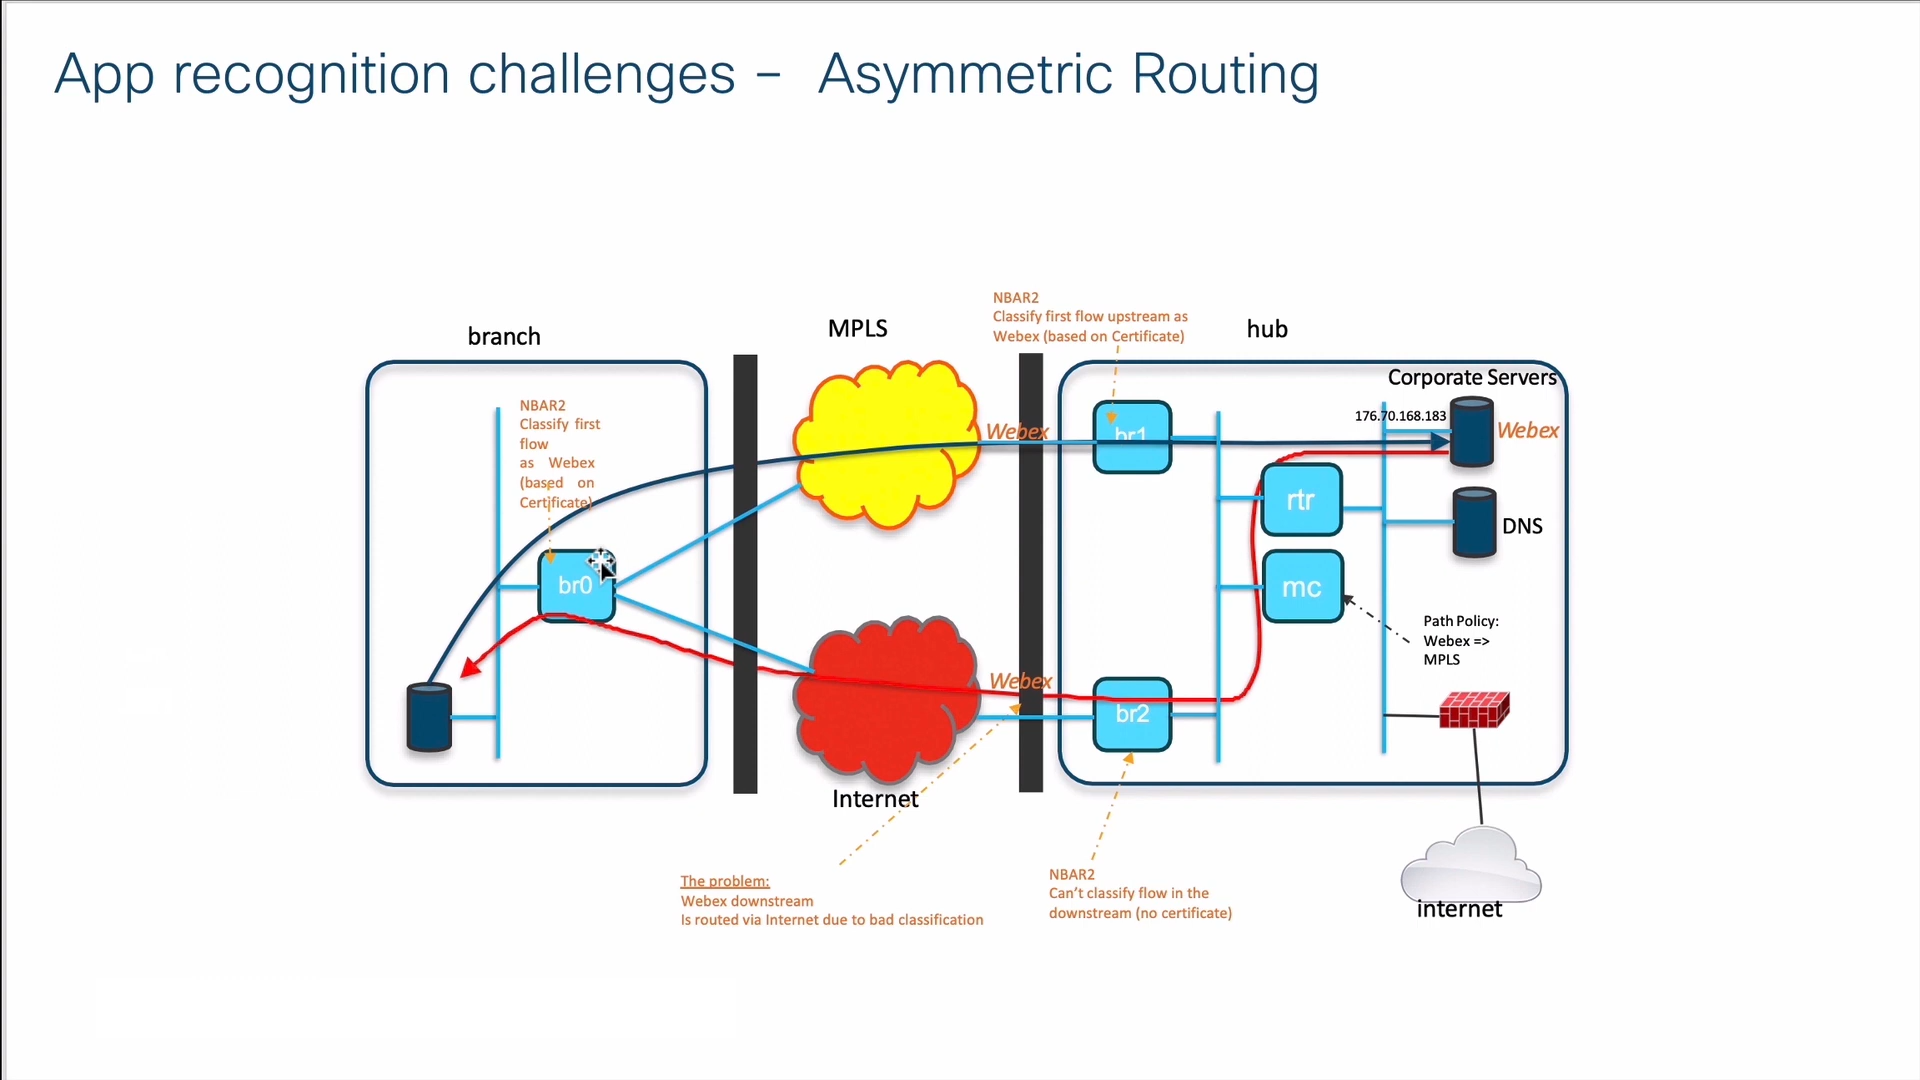 App recognition challenges – Asymmetric Routing
NBAR2
Classify first flow upstream as
Webex (based on Certificate)
branch
MPLS
hub
Corporate Servers
176.70.168.183
Webex
Webex
br1
NBAR2
Classify first
flow
as Webex
(based on
Certificate)
br0
rtr
DNS
mc
Path Policy:
Webex =>
MPLS
Webex
br2
Internet
The problem:
Webex downstream
Is routed via Internet due to bad classification
NBAR2
Can't classify flow in the
downstream (no certificate)
internet